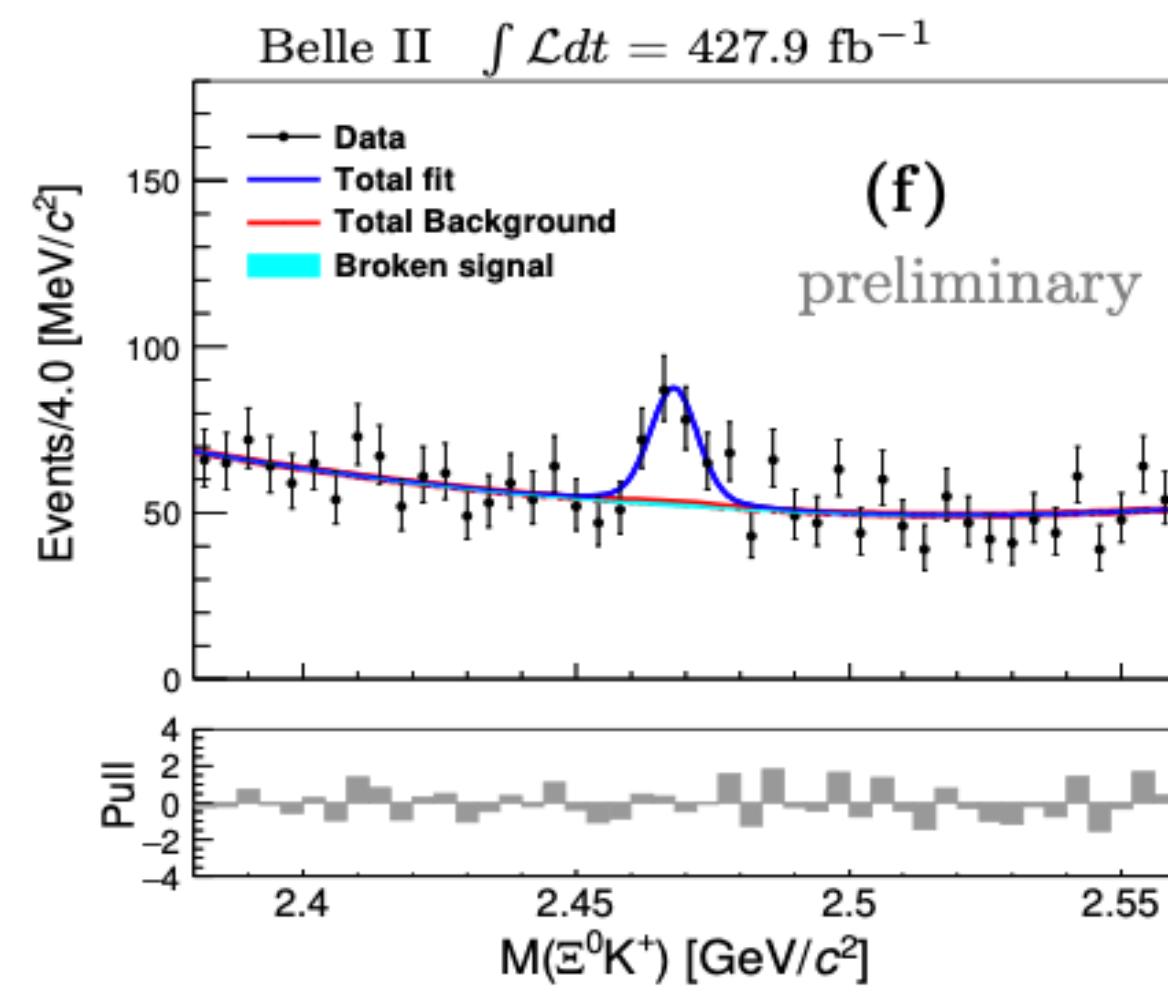 Belle II ∫ ℒdt = 427.9 fb⁻¹
Data
Total fit
Total Background
Broken signal
(f)
preliminary
Events/4.0 [MeV/c²]
150
100
50
0
Pull
4
2
0
−2
−4
2.4 2.45 2.5 2.55
M(Ξ⁰K⁺) [GeV/c²]